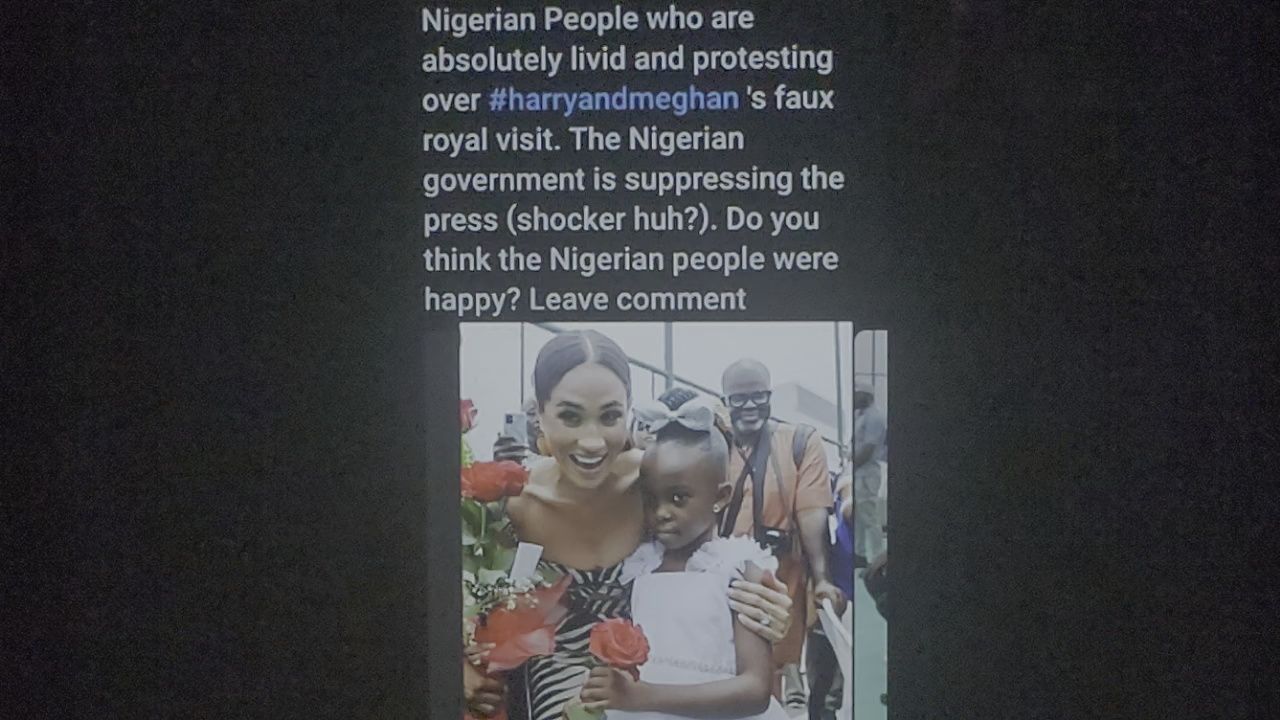 Nigerian People who are
absolutely livid and protesting
over #harryandmeghan 's faux
royal visit. The Nigerian
government is suppressing the
press (shocker huh?). Do you
think the Nigerian people were
happy? Leave comment